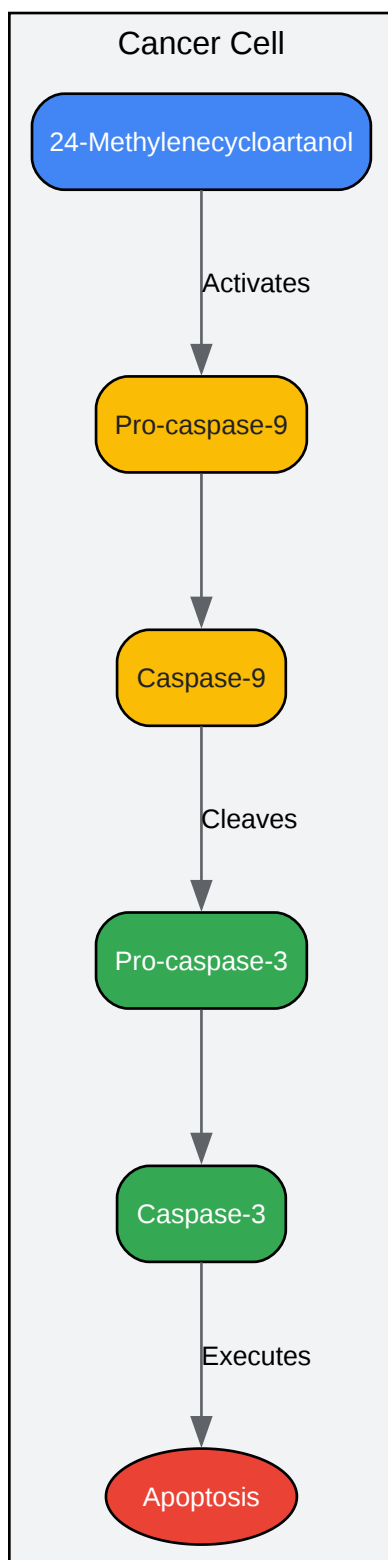 Cancer Cell
24-Methylenecycloartanol
Activates
Pro-caspase-9
Caspase-9
Cleaves
Pro-caspase-3
Caspase-3
Executes
Apoptosis